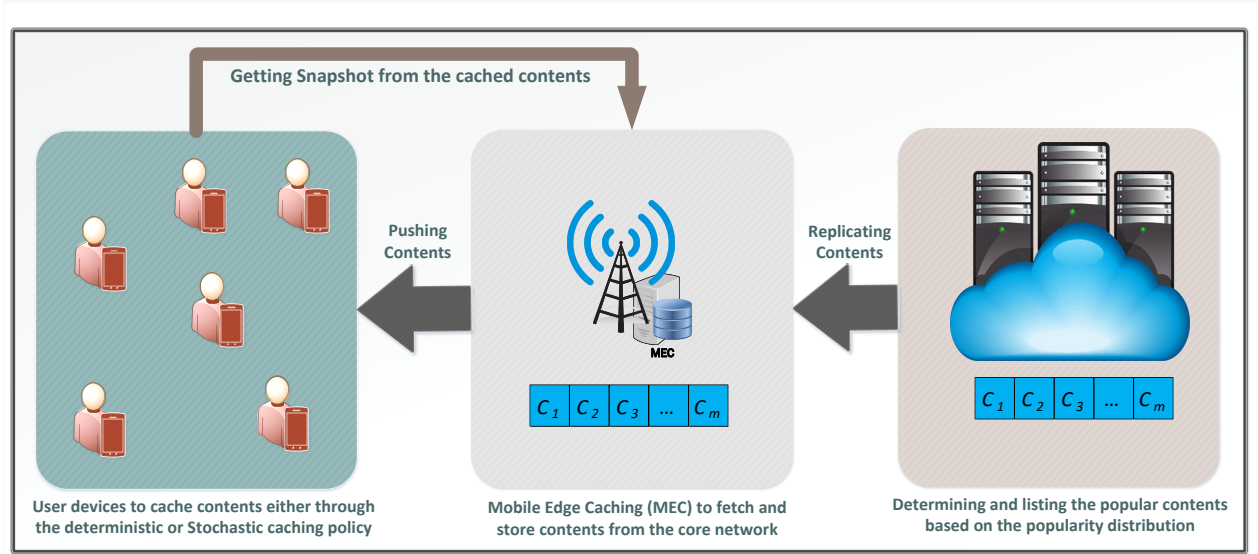 Getting Snapshot from the cached contents
Pushing
Contents
Replicating
Contents
MEC
C1 C2 C3 ... Cm
C1 C2 C3 ... Cm
User devices to cache contents either through
the deterministic or Stochastic caching policy
Mobile Edge Caching (MEC) to fetch and
store contents from the core network
Determining and listing the popular contents
based on the popularity distribution